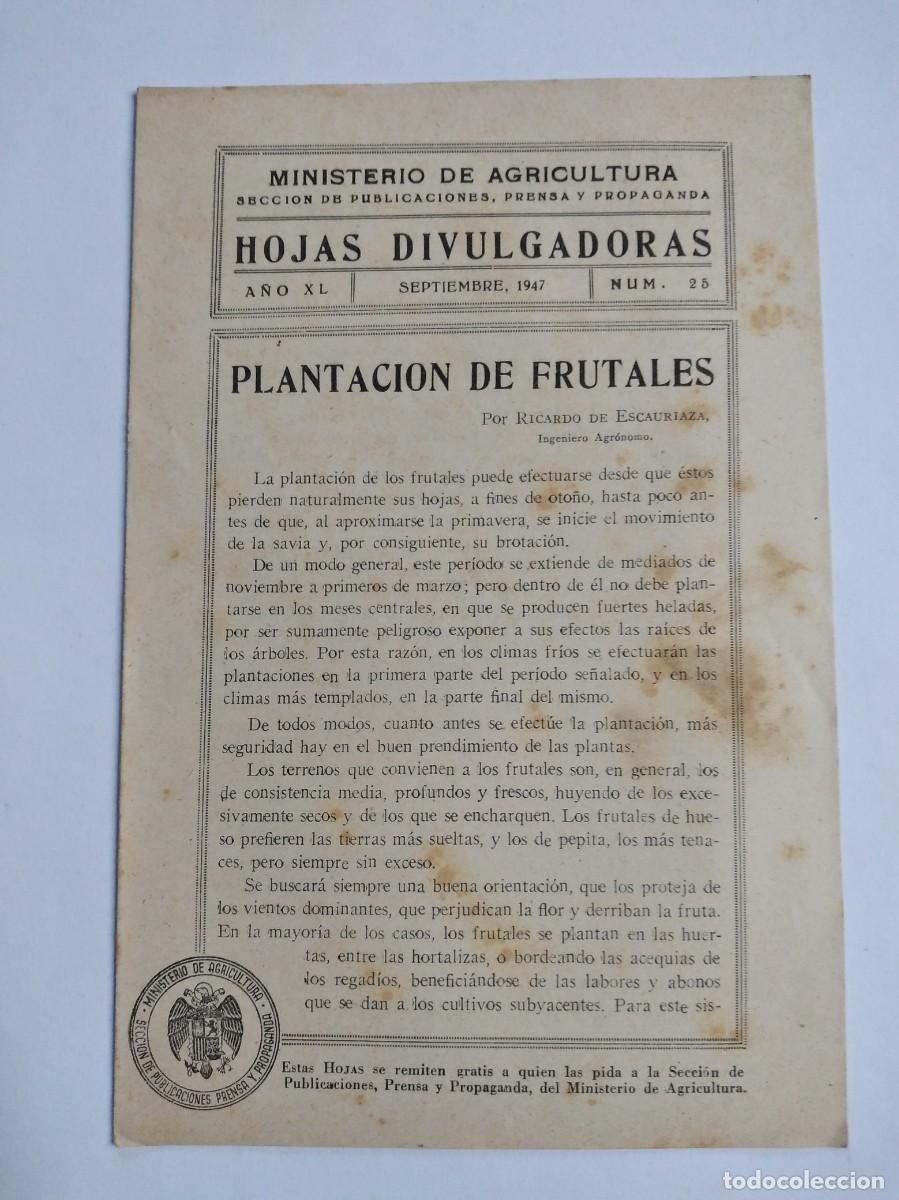 MINISTERIO DE AGRICULTURA
SECCION DE PUBLICACIONES, PRENSA Y PROPAGANDA
HOJAS DIVULGADORAS
AÑO XL
SEPTIEMBRE, 1947
NUM. 25
PLANTACION DE FRUTALES
Por RICARDO DE ESCAURIAZA,
Ingeniero Agrónomo.
La plantación de los frutales puede efectuarse desde que éstos
pierden naturalmente sus hojas, a fines de otoño, hasta poco an-
tes de que, al aproximarse la primavera, se inicie el movimiento
de la savia y, por consiguiente, su brotación.
De un modo general, este período se extiende de mediados de
noviembre a primeros de marzo; pero dentro de él no debe plan-
tarse en los meses centrales, en que se producen fuertes heladas,
por ser sumamente peligroso exponer a sus efectos las raíces de
los árboles. Por esta razón, en los climas fríos se efectuarán las
plantaciones en la primera parte del período señalado, y en los
climas más templados, en la parte final del mismo.
De todos modos, cuanto antes se efectúe la plantación, más
seguridad hay en el buen prendimiento de las plantas.
Los terrenos que convienen a los frutales son, en general, los
de consistencia media, profundos y frescos, huyendo de los exce-
sivamente secos y de los que se encharquen. Los frutales de hue-
so prefieren las tierras más sueltas, y los de pepita, los más tena-
ces, pero siempre sin exceso.
Se buscará siempre una buena orientación, que los proteja de
los vientos dominantes, que perjudican la flor y derriban la fruta.
En la mayoría de los casos, los frutales se plantan en las huer-
tas, entre las hortalizas, o bordeando las acequias de
los regadíos, beneficiándose de las labores y abonos
que se dan a los cultivos subyacentes. Para este sis-
· MINISTERIO DE AGRICULTURA ·
SECCION DE PUBLICACIONES PRENSA Y PROPAGANDA
Estas HOJAS se remiten gratis a quien las pida a la Sección de
Publicaciones, Prensa y Propaganda, del Ministerio de Agricultura.
todocoleccion